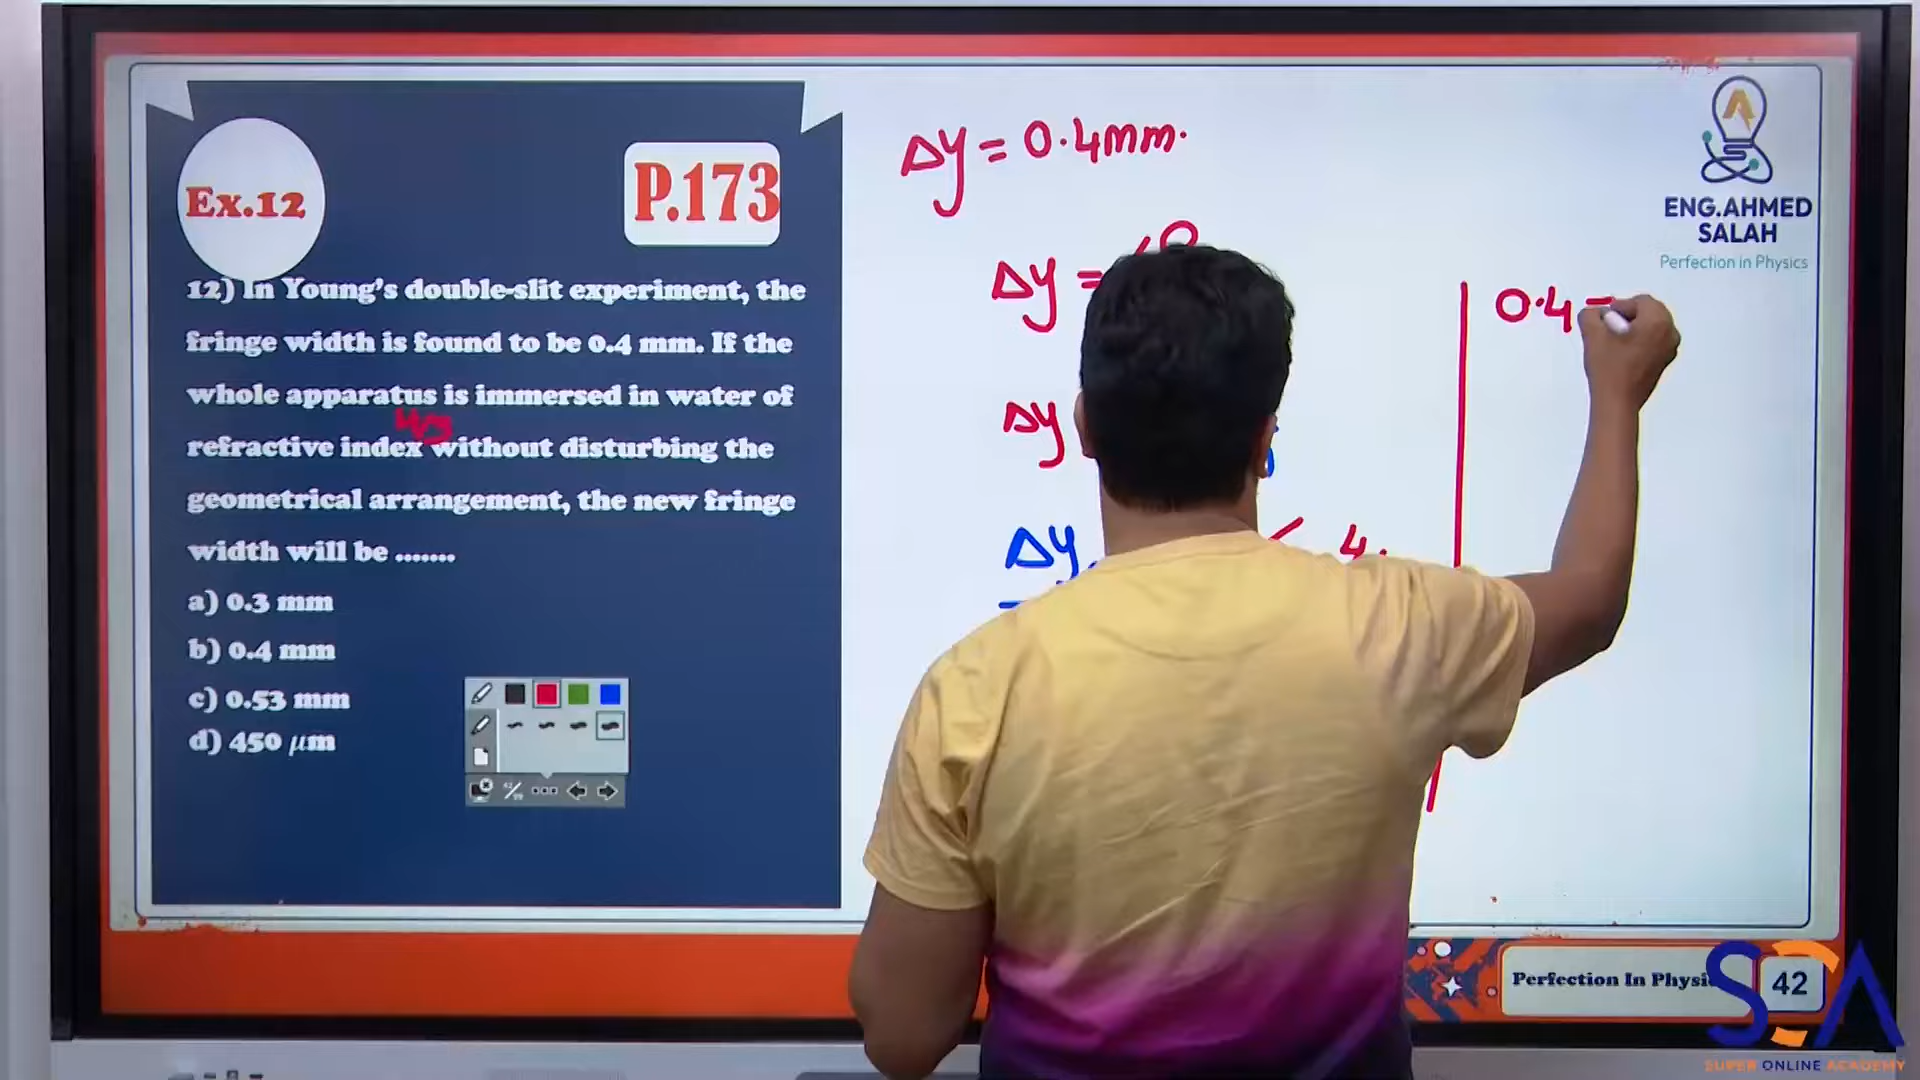 Ex.12
P.173
12) In Young's double-slit experiment, the
fringe width is found to be 0.4 mm. If the
whole apparatus is immersed in water of
4/3
refractive index without disturbing the
geometrical arrangement, the new fringe
width will be .......
a) 0.3 mm
b) 0.4 mm
c) 0.53 mm
d) 450 μm
Δy = 0.4mm.
Δy =
Δy
Δy
4
0.4
ENG.AHMED
SALAH
Perfection in Physics
Perfection In Physi
42
SCA
SUPER ONLINE ACADEMY